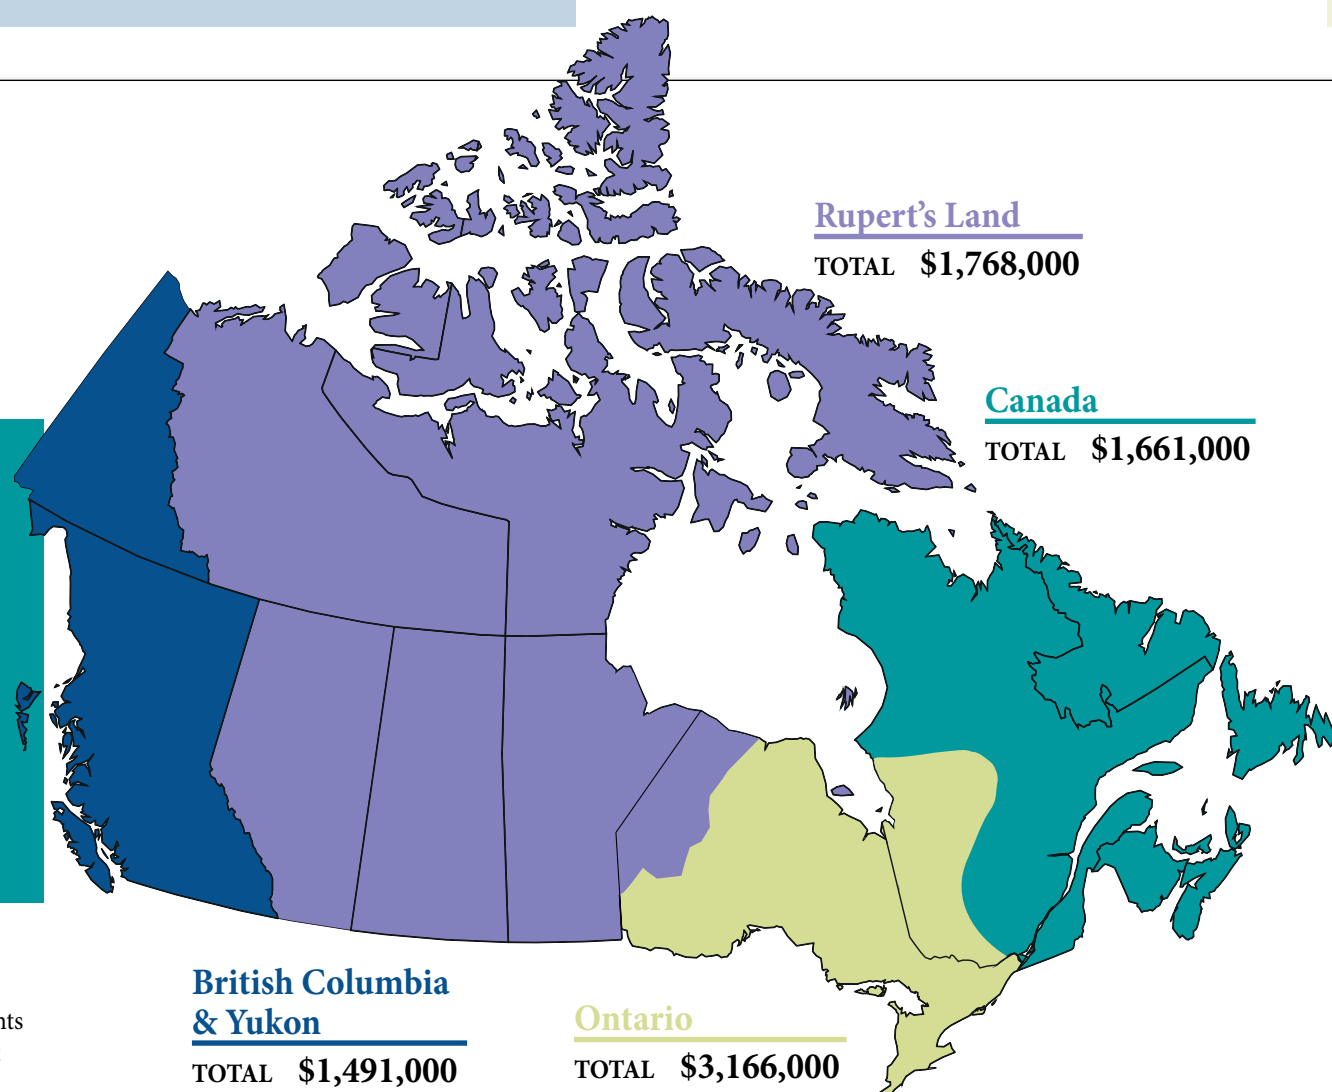 Rupert’s Land
TOTAL $1,768,000
Canada
TOTAL $1,661,000
British Columbia
& Yukon
TOTAL $1,491,000
Ontario
TOTAL $3,166,000
nts